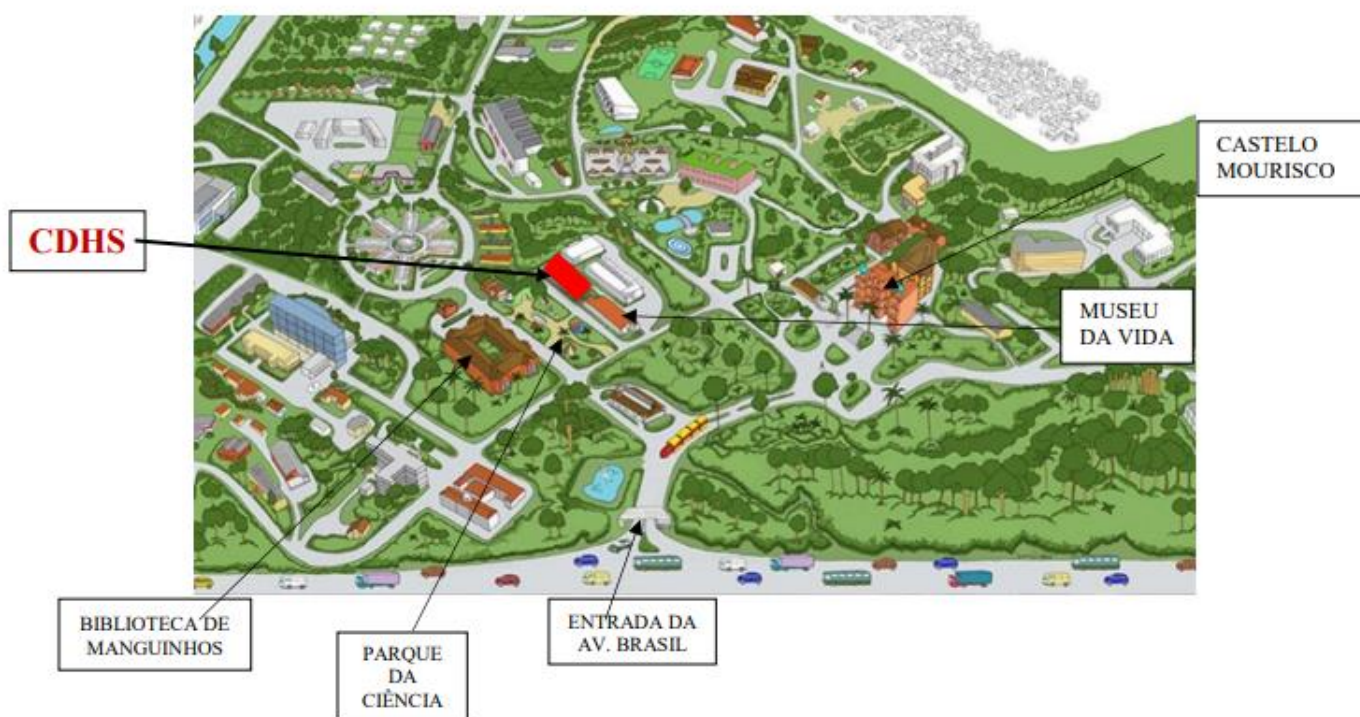 CASTELO
MOURISCO
CDHS
MUSEU
DA VIDA
BIBLIOTECA DE
MANGUINHOS
PARQUE
DA
CIÊNCIA
ENTRADA DA
AV. BRASIL